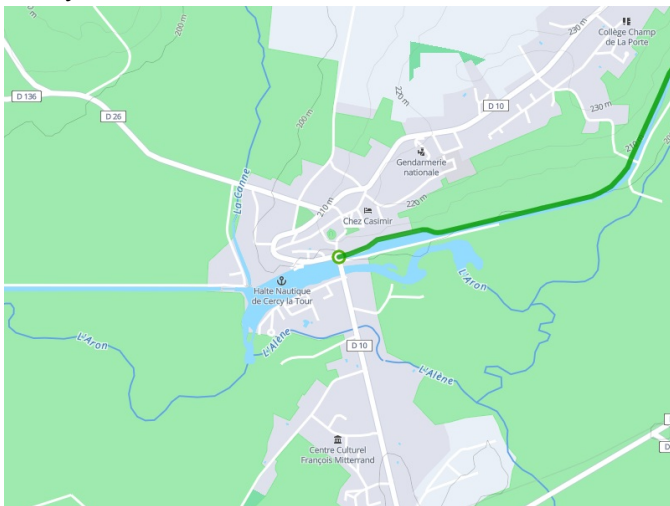 200 m
230 m
Collège Champ
de La Porte
D 136
D 26
200 m
220 m
D 10
230 m
210 m
Gendarmerie
nationale
La Canne
210 m
Chez Casimir
220 m
Halte Nautique
de Cercy la Tour
L'Aron
L'Aron
L'Alène
D 10
L'Alène
Centre Culturel
François Mitterrand